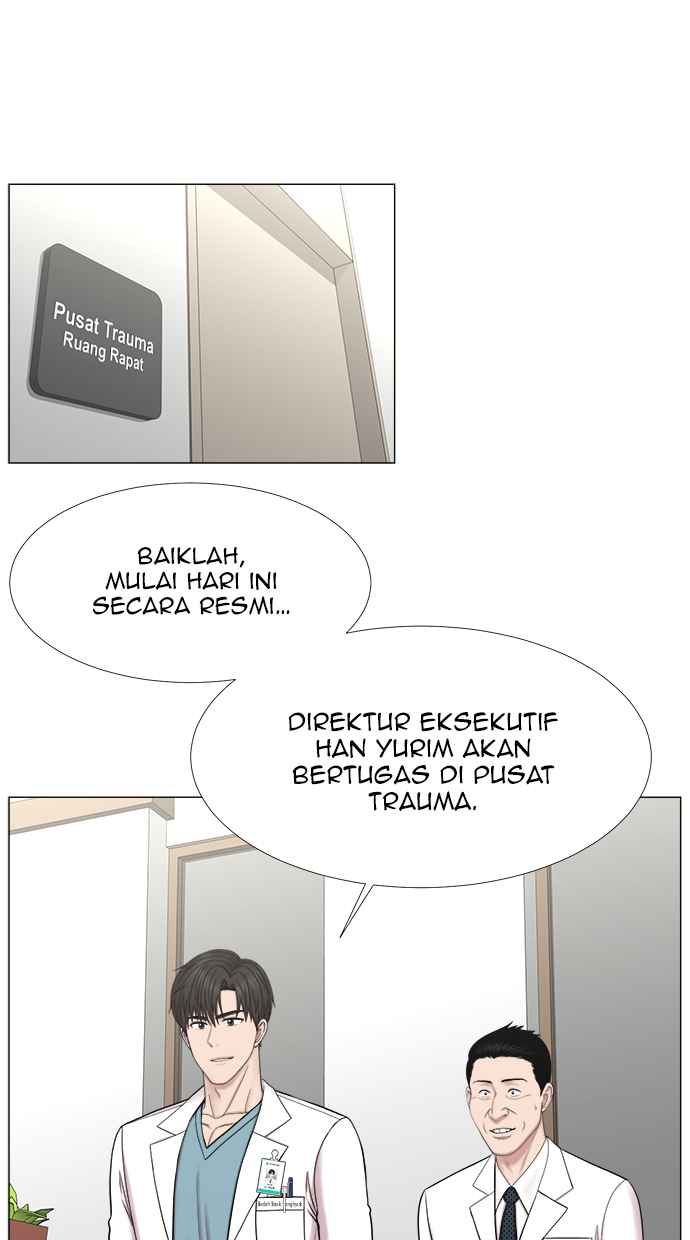 Pusat Trauma
Ruang Rapat
BAIKLAH,
MULAI HARI INI
SECARA RESMI...
DIREKTUR EKSEKUTIF
HAN YURIM AKAN
BERTUGAS DI PUSAT
TRAUMA.